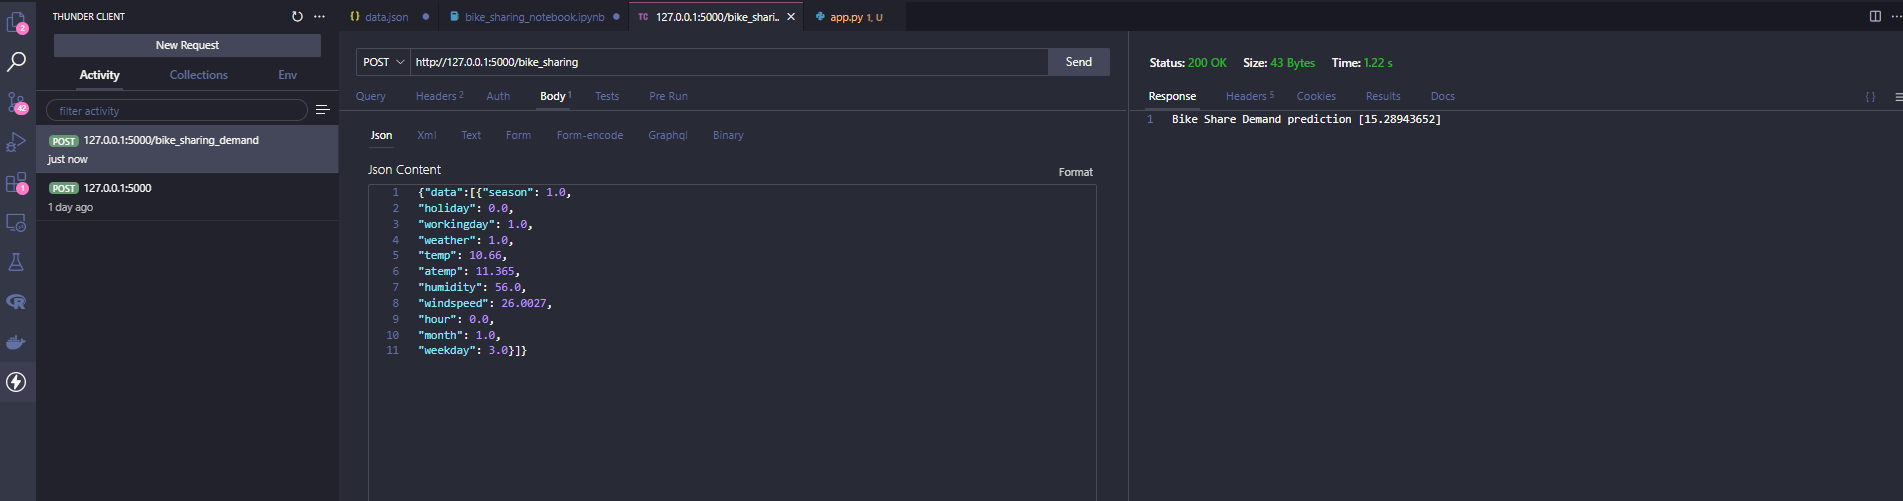 THUNDER CLIENT
New Request
Activity Collections Env
filter activity
POST 127.0.0.1:5000/bike_sharing_demand
just now
POST 127.0.0.1:5000
1 day ago
2
42
1
{} data.json
bike_sharing_notebook.ipynb
TC 127.0.0.1:5000/bike_shari..
app.py 1, U
POST http://127.0.0.1:5000/bike_sharing Send
Query Headers 2 Auth Body 1 Tests Pre Run
Json Xml Text Form Form-encode Graphql Binary
Json Content
Format
1 {"data":[{"season": 1.0,
2 "holiday": 0.0,
3 "workingday": 1.0,
4 "weather": 1.0,
5 "temp": 10.66,
6 "atemp": 11.365,
7 "humidity": 56.0,
8 "windspeed": 26.0027,
9 "hour": 0.0,
10 "month": 1.0,
11 "weekday": 3.0}]}
Status: 200 OK Size: 43 Bytes Time: 1.22 s
Response Headers 5 Cookies Results Docs {}
1 Bike Share Demand prediction [15.28943652]